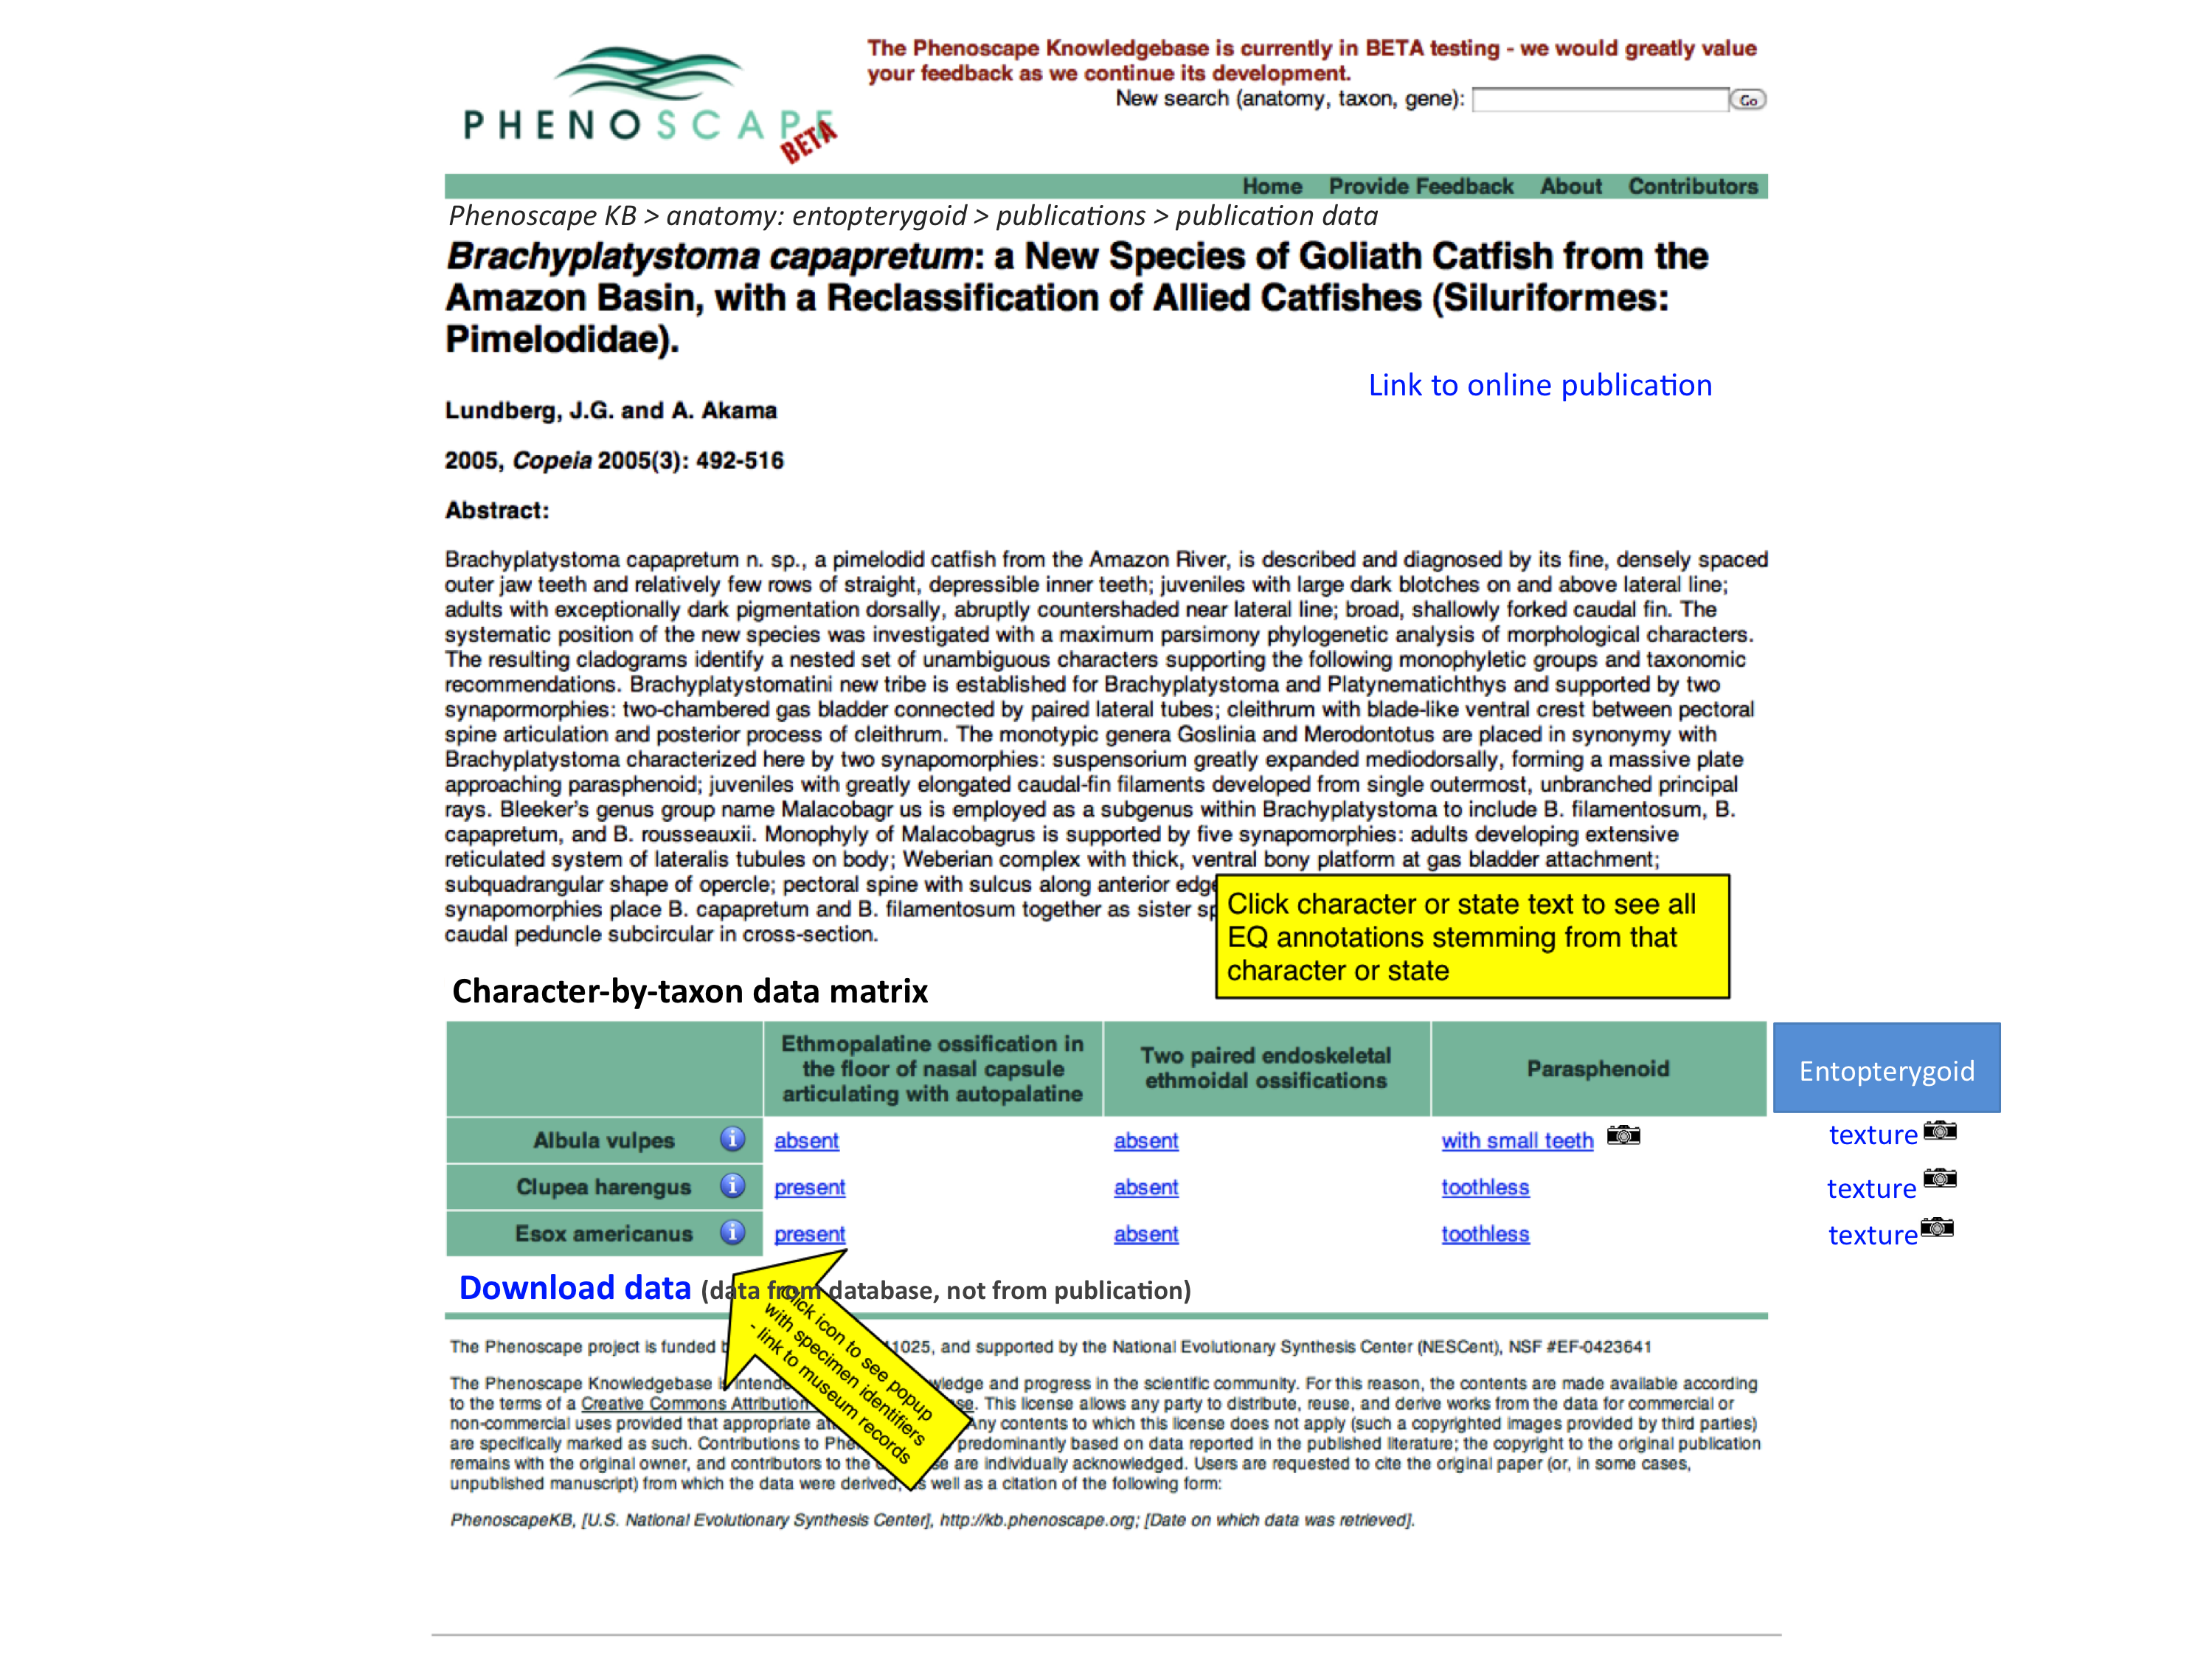 The Phenoscape Knowledgebase is currently in BETA testing - we would greatly value
your feedback as we continue its development.
New search (anatomy, taxon, gene): Go
PHENOSCAPE
BETA
Home Provide Feedback About Contributors
Phenoscape KB > anatomy: entopterygoid > publications > publication data
Brachyplatystoma capapretum: a New Species of Goliath Catfish from the
Amazon Basin, with a Reclassification of Allied Catfishes (Siluriformes:
Pimelodidae).
Link to online publication
Lundberg, J.G. and A. Akama
2005, Copeia 2005(3): 492-516
Abstract:
Brachyplatystoma capapretum n. sp., a pimelodid catfish from the Amazon River, is described and diagnosed by its fine, densely spaced
outer jaw teeth and relatively few rows of straight, depressible inner teeth; juveniles with large dark blotches on and above lateral line;
adults with exceptionally dark pigmentation dorsally, abruptly countershaded near lateral line; broad, shallowly forked caudal fin. The
systematic position of the new species was investigated with a maximum parsimony phylogenetic analysis of morphological characters.
The resulting cladograms identify a nested set of unambiguous characters supporting the following monophyletic groups and taxonomic
recommendations. Brachyplatystomatini new tribe is established for Brachyplatystoma and Platynematichthys and supported by two
synapormorphies: two-chambered gas bladder connected by paired lateral tubes; cleithrum with blade-like ventral crest between pectoral
spine articulation and posterior process of cleithrum. The monotypic genera Goslinia and Merodontotus are placed in synonymy with
Brachyplatystoma characterized here by two synapomorphies: suspensorium greatly expanded mediodorsally, forming a massive plate
approaching parasphenoid; juveniles with greatly elongated caudal-fin filaments developed from single outermost, unbranched principal
rays. Bleeker's genus group name Malacobagr us is employed as a subgenus within Brachyplatystoma to include B. filamentosum, B.
capapretum, and B. rousseauxii. Monophyly of Malacobagrus is supported by five synapomorphies: adults developing extensive
reticulated system of lateralis tubules on body; Weberian complex with thick, ventral bony platform at gas bladder attachment;
subquadrangular shape of opercle; pectoral spine with sulcus along anterior edge
synapomorphies place B. capapretum and B. filamentosum together as sister sp
caudal peduncle subcircular in cross-section.
Click character or state text to see all
EQ annotations stemming from that
character or state
Character-by-taxon data matrix
Ethmopalatine ossification in
the floor of nasal capsule
articulating with autopalatine
Two paired endoskeletal
ethmoidal ossifications
Parasphenoid
Entopterygoid
Albula vulpes i absent absent with small teeth texture
Clupea harengus i present absent toothless texture
Esox americanus i present absent toothless texture
Download data (data from database, not from publication)
click icon to see popup
with specimen identifiers
- link to museum records
The Phenoscape project is funded 1025, and supported by the National Evolutionary Synthesis Center (NESCent), NSF #EF-0423641
The Phenoscape Knowledgebase is intende wledge and progress in the scientific community. For this reason, the contents are made available according
to the terms of a Creative Commons Attribution se. This license allows any party to distribute, reuse, and derive works from the data for commercial or
non-commercial uses provided that appropriate Any contents to which this license does not apply (such a copyrighted images provided by third parties)
are specifically marked as such. Contributions to Phe predominantly based on data reported in the published literature; the copyright to the original publication
remains with the original owner, and contributors to the se are individually acknowledged. Users are requested to cite the original paper (or, in some cases,
unpublished manuscript) from which the data were derived, as well as a citation of the following form:
PhenoscapeKB, [U.S. National Evolutionary Synthesis Center], http://kb.phenoscape.org; [Date on which data was retrieved].